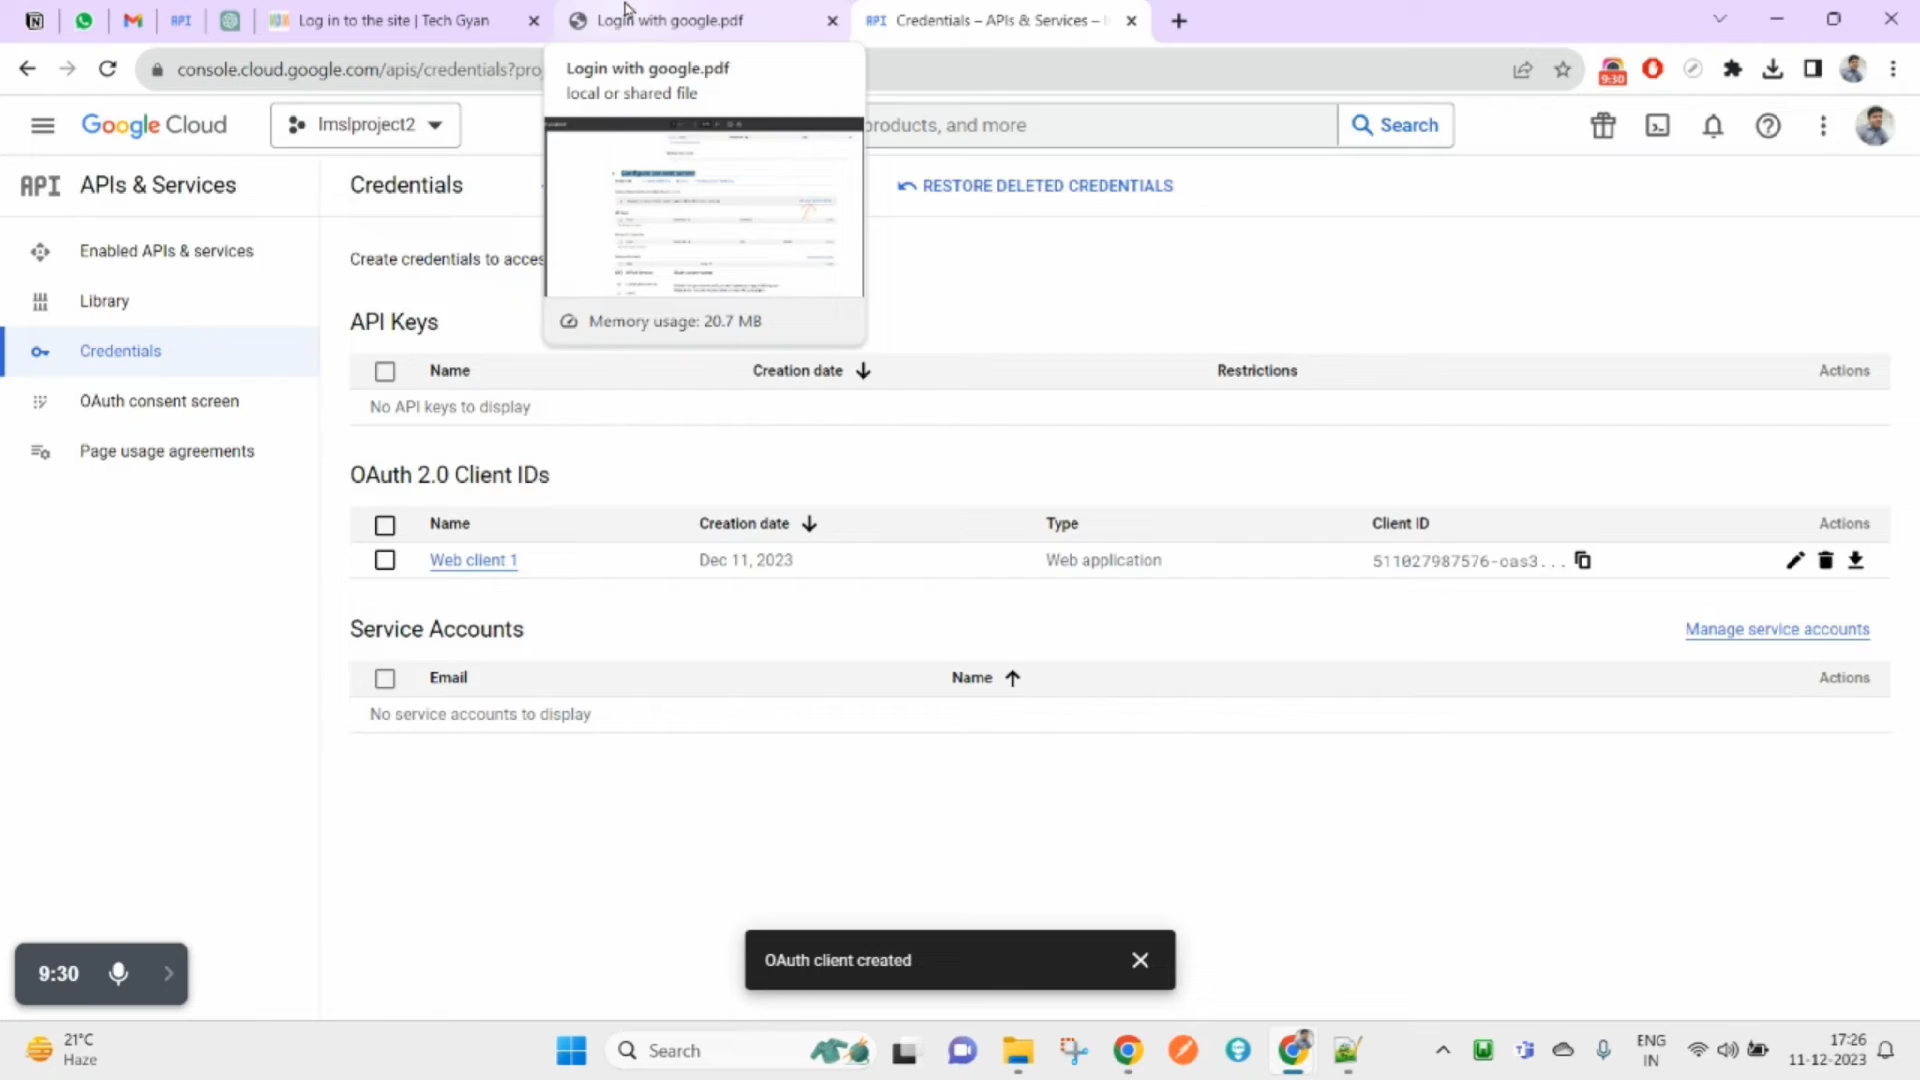 Log in to the site | Tech Gyan
Login with google.pdf
API Credentials – APIs & Services –
console.cloud.google.com/apis/credentials?pro
9:30
Login with google.pdf
local or shared file
Google Cloud
lmslproject2
products, and more
Search
API APIs & Services
Credentials
RESTORE DELETED CREDENTIALS
Enabled APIs & services
Library
Credentials
OAuth consent screen
Page usage agreements
Create credentials to acces
Memory usage: 20.7 MB
API Keys
Name Creation date Restrictions Actions
No API keys to display
OAuth 2.0 Client IDs
Name Creation date Type Client ID Actions
Web client 1 Dec 11, 2023 Web application 511027987576-oas3...
Service Accounts
Manage service accounts
Email Name Actions
No service accounts to display
OAuth client created
9:30
21°C
Haze
Search
ENG
IN
17:26
11-12-2023